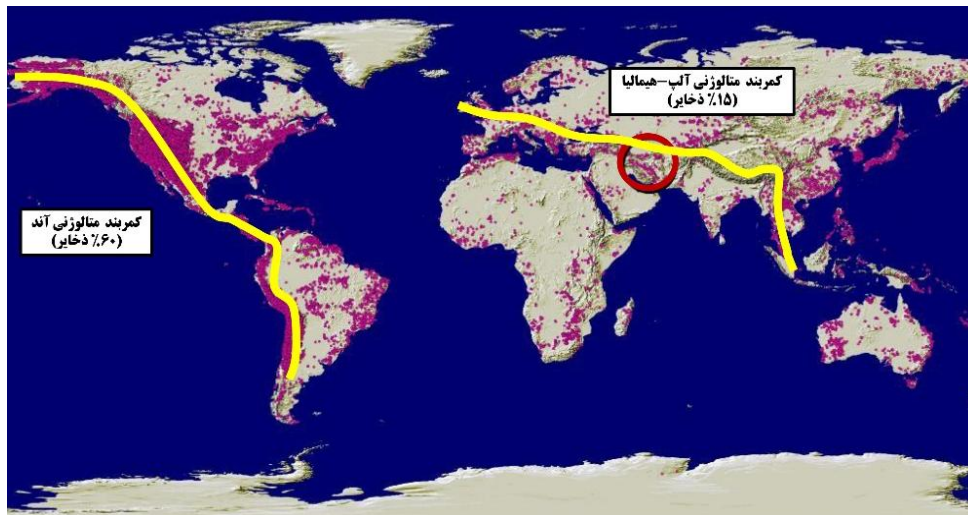 کمربند متالوژنی آلپ-هیمالیا
(۱۵٪ ذخایر)
کمربند متالوژنی آند
(۶۰٪ ذخایر)